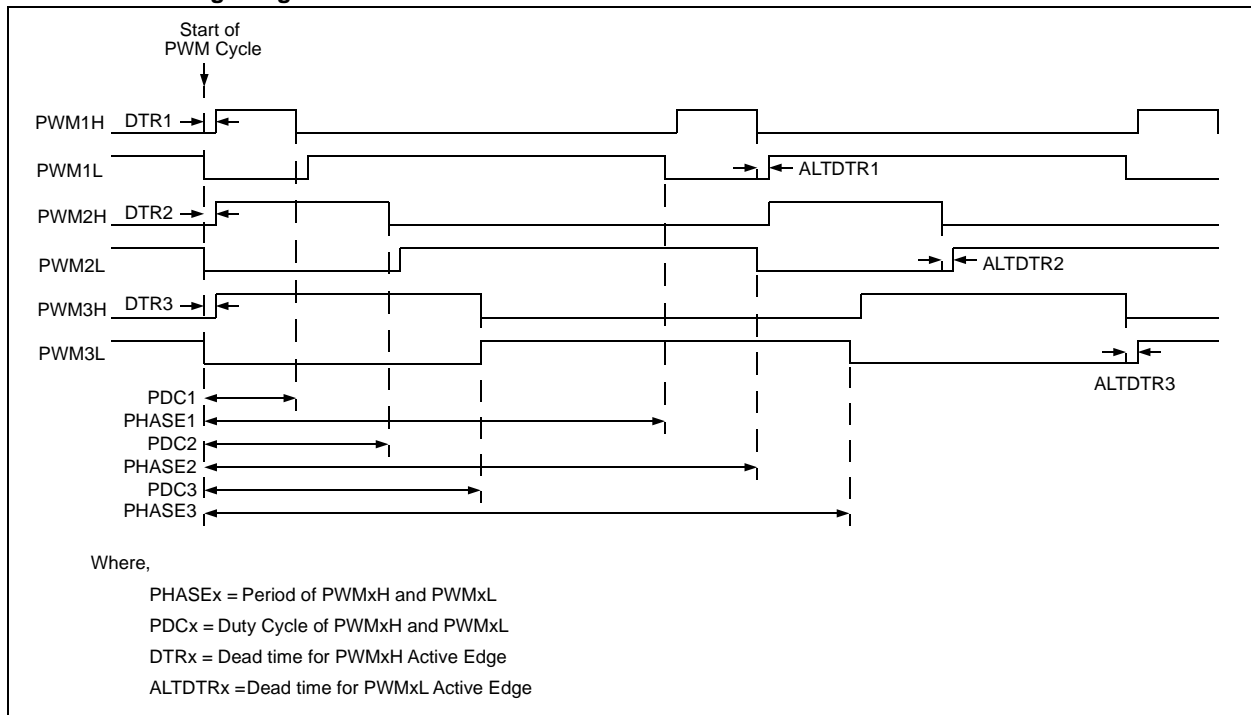 Start of
PWM Cycle
PWM1H
DTR1
PWM1L
ALTDTR1
PWM2H
DTR2
PWM2L
ALTDTR2
PWM3H
DTR3
PWM3L
ALTDTR3
PDC1
PHASE1
PDC2
PHASE2
PDC3
PHASE3
Where,
PHASEx = Period of PWMxH and PWMxL
PDCx = Duty Cycle of PWMxH and PWMxL
DTRx = Dead time for PWMxH Active Edge
ALTDTRx =Dead time for PWMxL Active Edge